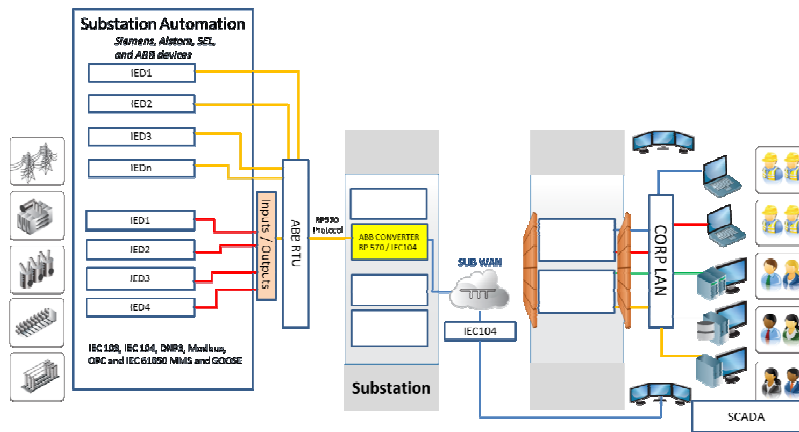 Substation Automation
Siemens, Alstom, SEL,
and ABB devices
IED1
IED2
IED3
IEDn
IED1
IED2
IED3
IED4
Inputs / Outputs
ABB RTU
IEC 103, IEC 104, DNP3, Modbus,
OPC and IEC 61850 MMS and GOOSE
RP570
Protocol
ABB CONVERTER
RP 570 / IEC104
Substation
SUB WAN
IEC104
CORP LAN
SCADA